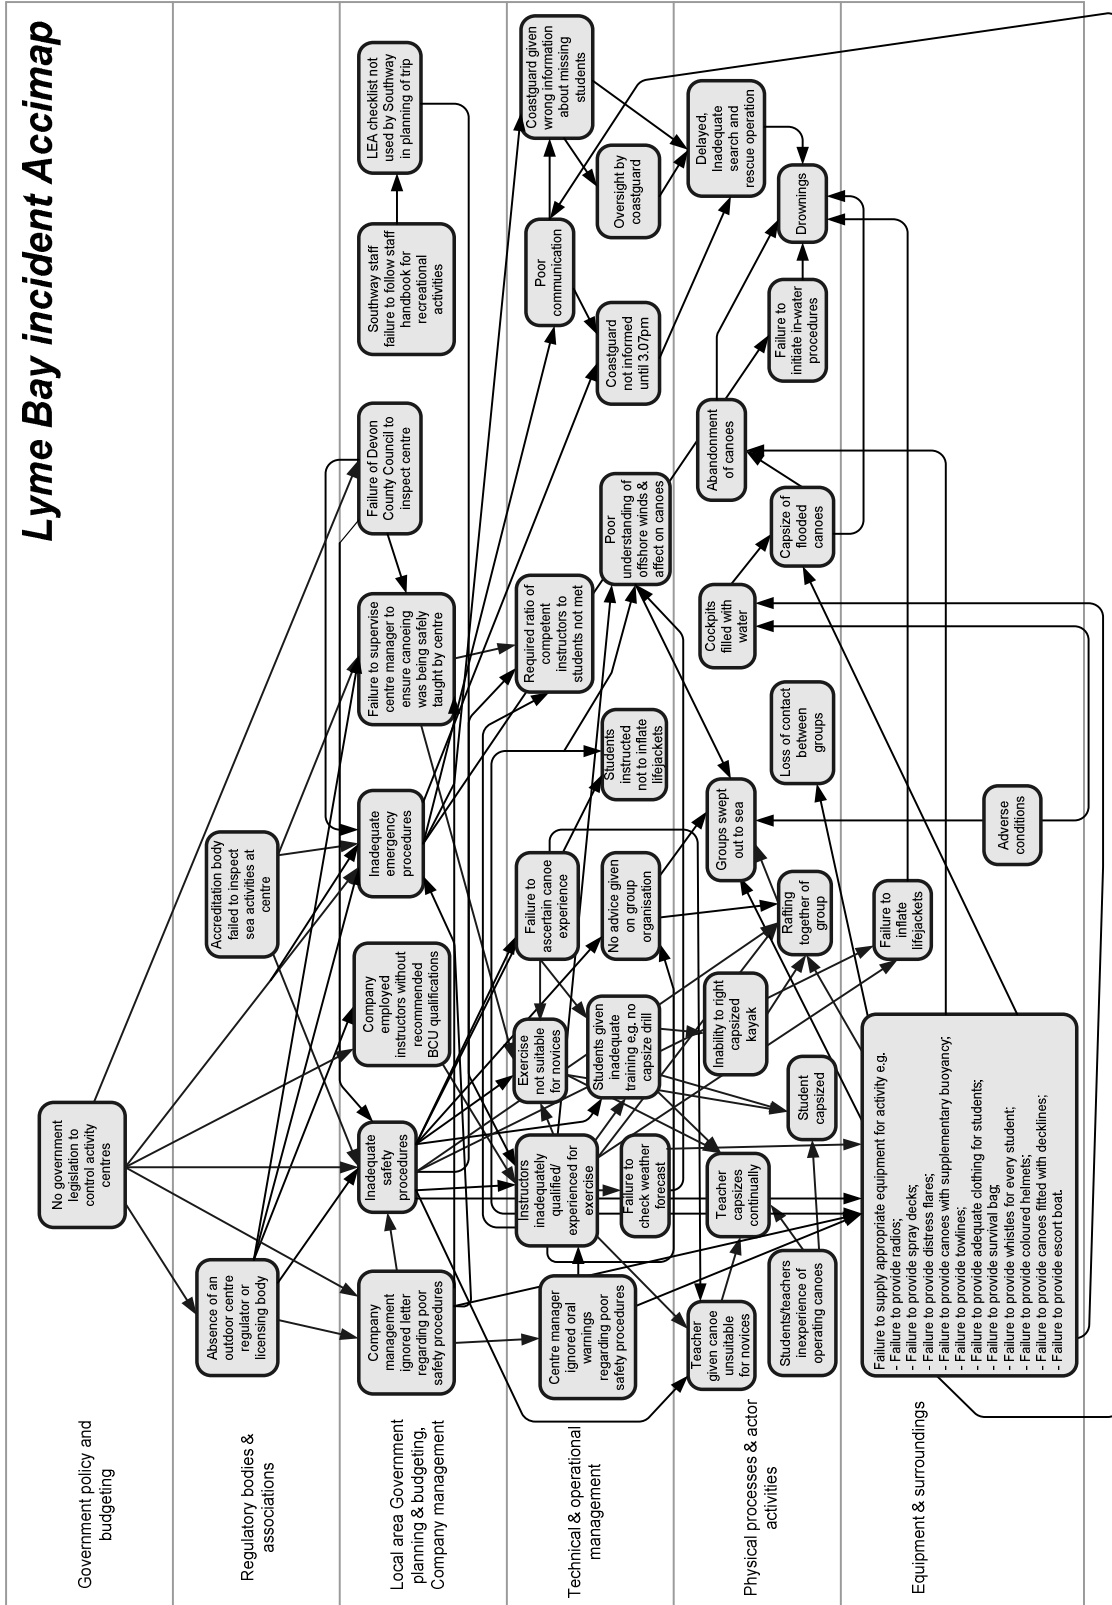 Lyme Bay incident Accimap
Government policy and
budgeting
No government
legislation to
control activity
centres
Regulatory bodies &
associations
Absence of an
outdoor centre
regulator or
licensing body
Accreditation body
failed to inspect
sea activities at
centre
Local area Government
planning & budgeting,
Company management
Company
management
ignored letter
regarding poor
safety procedures
Inadequate
safety
procedures
Company
employed
instructors without
recommended
BCU qualifications
Inadequate
emergency
procedures
Failure to supervise
centre manager to
ensure canoeing
was being safely
taught by centre
Failure of Devon
County Council to
inspect centre
Southway staff
failure to follow staff
handbook for
recreational
activities
LEA checklist not
used by Southway
in planning of trip
Technical & operational
management
Centre manager
ignored oral
warnings
regarding poor
safety procedures
Instructors
inadequately
qualified/
experienced for
exercise
Failure to
check weather
forecast
Exercise
not suitable
for novices
Students given
inadequate
training e.g. no
capsize drill
Failure to
ascertain canoe
experience
No advice given
on group
organisation
Students
instructed
not to inflate
lifejackets
Required ratio of
competent
instructors to
students not met
Poor
understanding of
offshore winds &
affect on canoes
Poor
communication
Coastguard
not informed
until 3.07pm
Coastguard given
wrong information
about missing
students
Oversight by
coastguard
Physical processes & actor
activities
Teacher
given canoe
unsuitable
for novices
Students/teachers
inexperience of
operating canoes
Teacher
capsizes
continually
Student
capsized
Inability to right
capsized
kayak
Rafting
together of
group
Groups swept
out to sea
Loss of contact
between
groups
Cockpits
filled with
water
Capsize of
flooded
canoes
Abandonment
of canoes
Failure to
initiate in-water
procedures
Drownings
Delayed,
Inadequate
search and
rescue operation
Equipment & surroundings
Failure to supply appropriate equipment for activity e.g.
- Failure to provide radios;
- Failure to provide spray decks;
- Failure to provide distress flares;
- Failure to provide canoes with supplementary buoyancy;
- Failure to provide towlines;
- Failure to provide adequate clothing for students;
- Failure to provide survival bag;
- Failure to provide whistles for every student;
- Failure to provide coloured helmets;
- Failure to provide canoes fitted with decklines;
- Failure to provide escort boat.
Failure to
inflate
lifejackets
Adverse
conditions